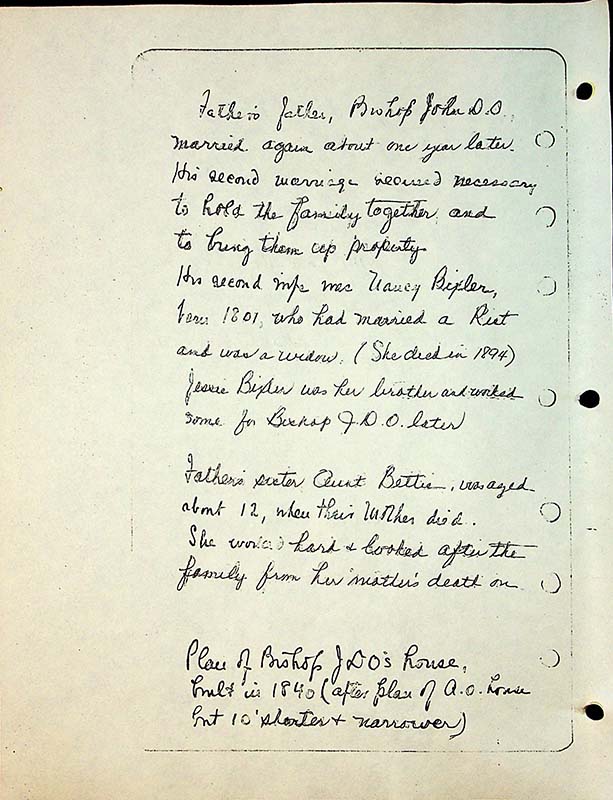 Father's father, Bishop John D.O.
married again about one year later.
His second marriage seemed necessary
to hold the family together and
to bring them up properly
His second wife was Nancy Bixler,
born 1801, who had married a Rist
and was a widow. (She died in 1894)
Jessie Bixler was her brother and worked
some for Bishop J.D.O. later
Father's sister Aunt Bettie, was aged
about 12, when their Mother died.
She worked hard & looked after the
family from her mother's death on
Plan of Bishop JDO's house,
built in 1840 (after plan of A.O. house
but 10' shorter & narrower)